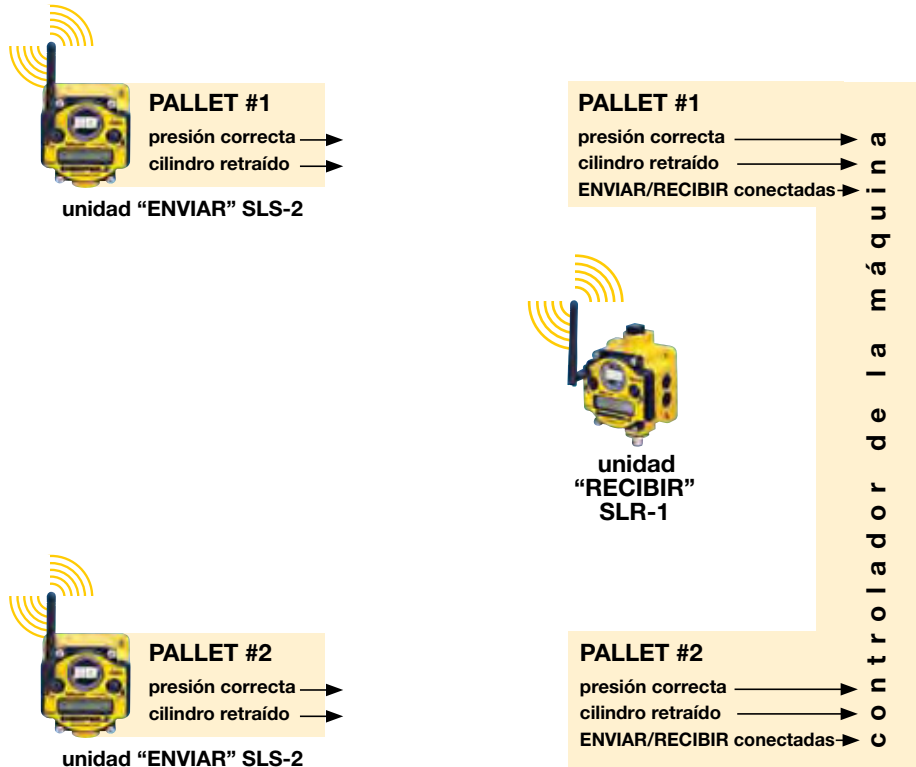 PALLET #1
presión correcta
cilindro retraído
unidad “ENVIAR” SLS-2
PALLET #1
presión correcta
cilindro retraído
ENVIAR/RECIBIR conectadas
unidad
“RECIBIR”
SLR-1
PALLET #2
presión correcta
cilindro retraído
unidad “ENVIAR” SLS-2
PALLET #2
presión correcta
cilindro retraído
ENVIAR/RECIBIR conectadas
controlador de la máquina